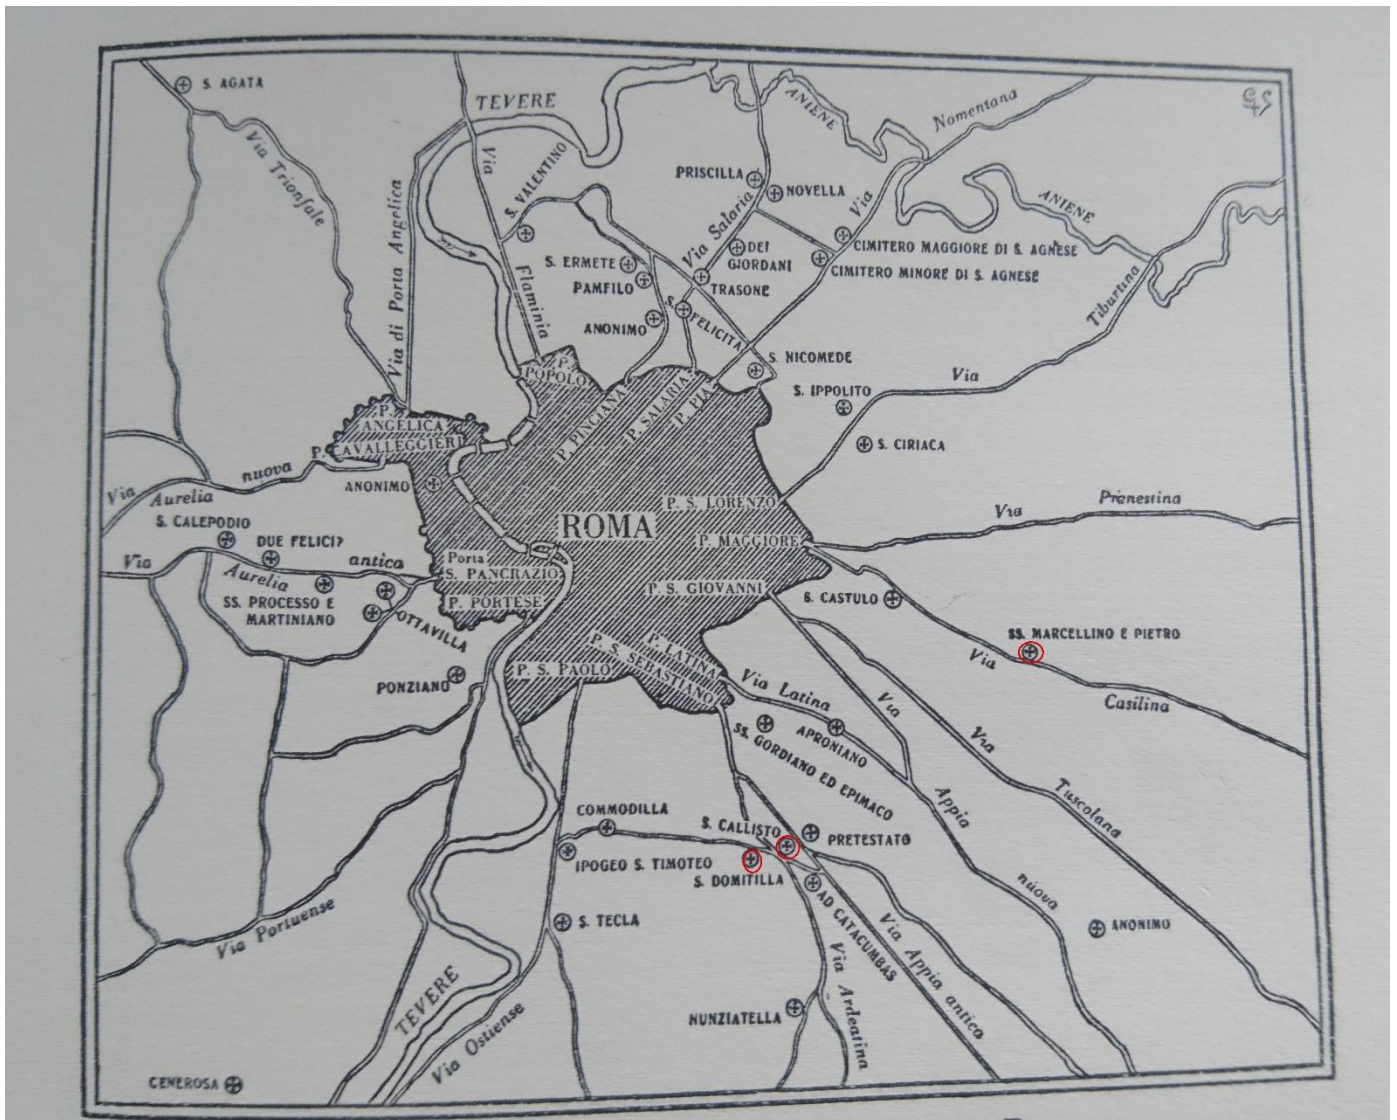 S. AGATA
Via Trionfale
Via di Porta Angelica
TEVERE
Via
Flaminia
S. VALENTINO
ANIENE
Nomentana
Via
PRISCILLA
NOVELLA
Via Salaria
ANIENE
DEI
GIORDANI
CIMITERO MAGGIORE DI S. AGNESE
CIMITERO MINORE DI S. AGNESE
S. ERMETE
PAMFILO
TRASONE
ANONIMO
S. FELICITA
Tiburtina
Via
S. NICOMEDE
S. IPPOLITO
S. CIRIACA
P.
POPOLO
P. PINCIANA
P. SALARIA
P. PIA
P.
ANGELICA
P. CAVALLEGGIERI
ANONIMO
Via
Aurelia
nuova
S. CALEPODIO
DUE FELICI?
Via
Aurelia
antica
SS. PROCESSO E
MARTINIANO
OTTAVILLA
ROMA
P. S. LORENZO
P. MAGGIORE
Via
Prenestina
Porta
S. PANCRAZIO
P. PORTESE
P. S. GIOVANNI
P. LATINA
P. S. SEBASTIANO
P. S. PAOLO
S. CASTULO
SS. MARCELLINO E PIETRO
Via
Casilina
PONZIANO
Via Latina
APRONIANO
SS. GORDIANO ED EPIMACO
Via
Appia
nuova
Via
Tuscolana
COMMODILLA
S. CALLISTO
PRETESTATO
IPOGEO S. TIMOTEO
S. DOMITILLA
AD CATACUMBAS
S. TECLA
Via Appia antica
Via Ardeatina
ANONIMO
NUNZIATELLA
Via Portuense
TEVERE
Via Ostiense
GENEROSA